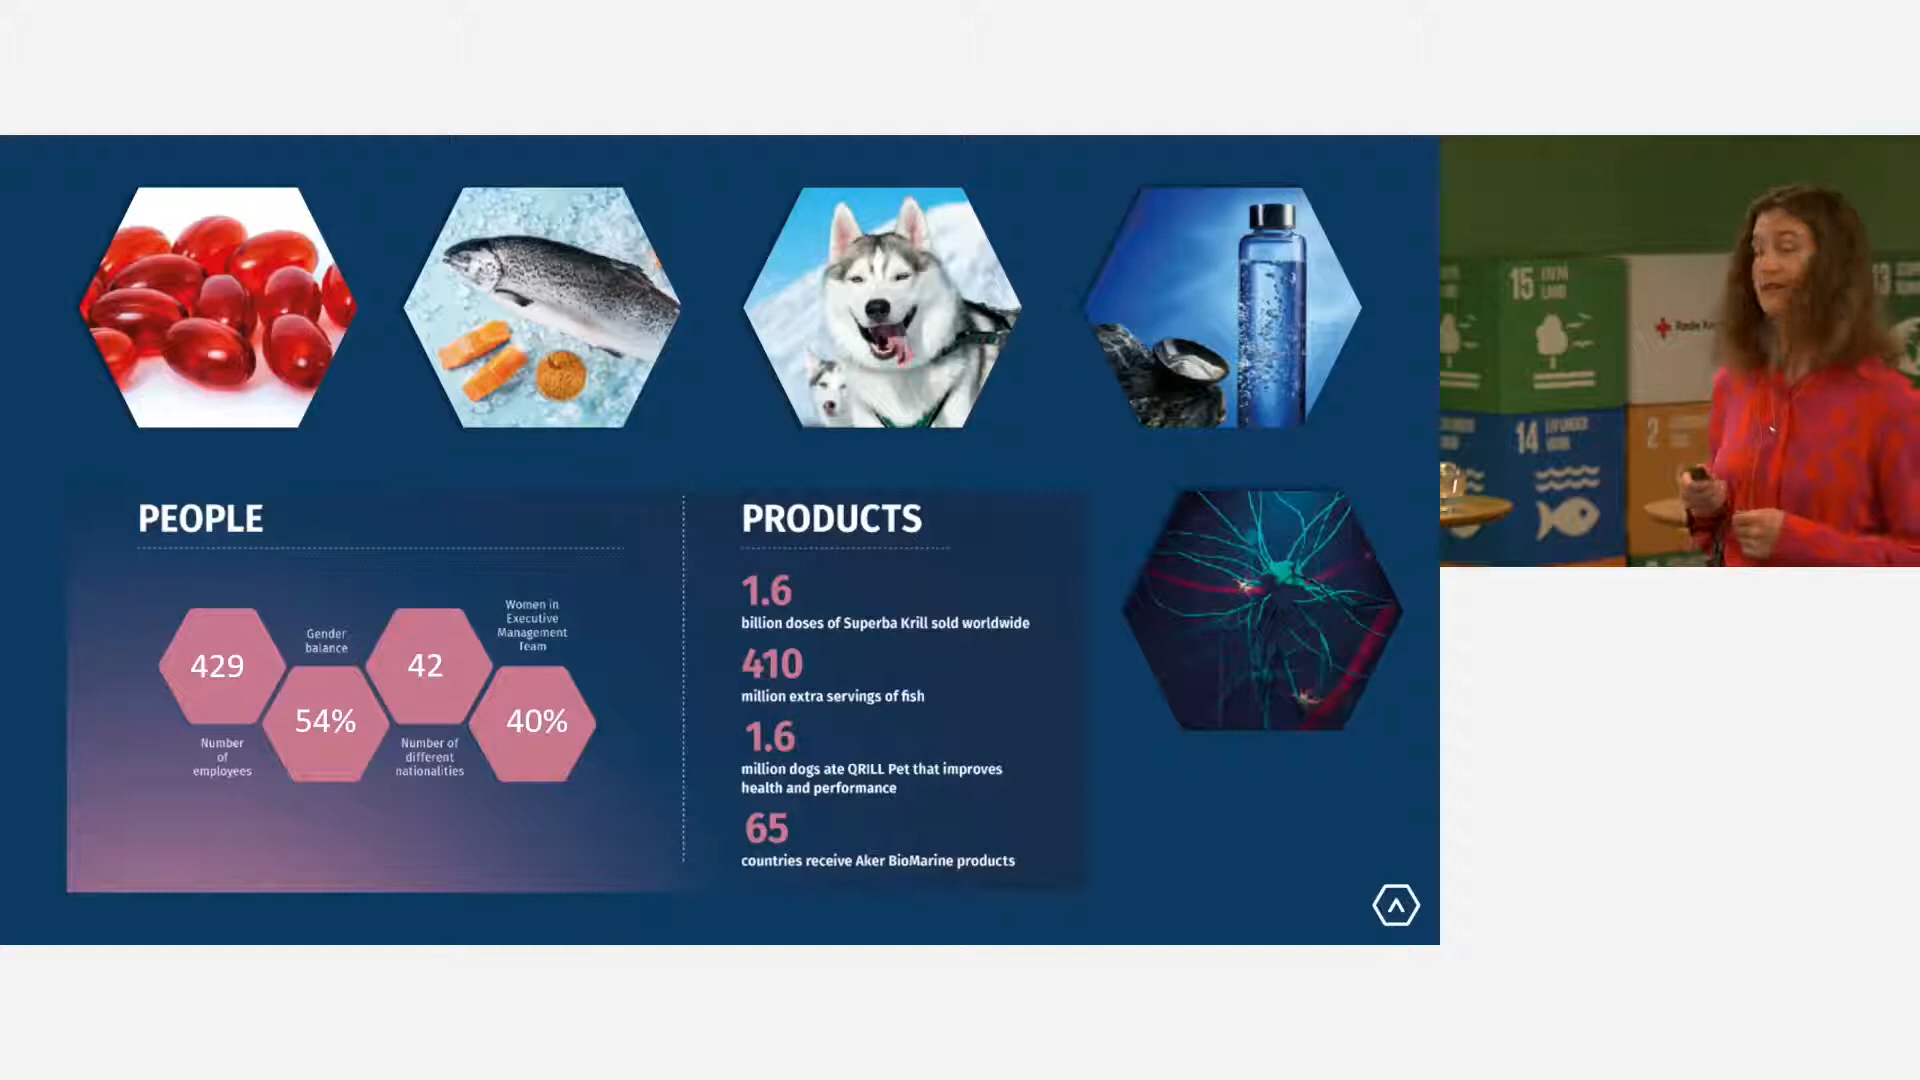 PEOPLE
429
Number
of
employees
Gender
balance
54%
42
Number of
different
nationalities
Women in
Executive
Management
Team
40%
PRODUCTS
1.6
billion doses of Superba Krill sold worldwide
410
million extra servings of fish
1.6
million dogs ate QRILL Pet that improves
health and performance
65
countries receive Aker BioMarine products
15
14
2
13